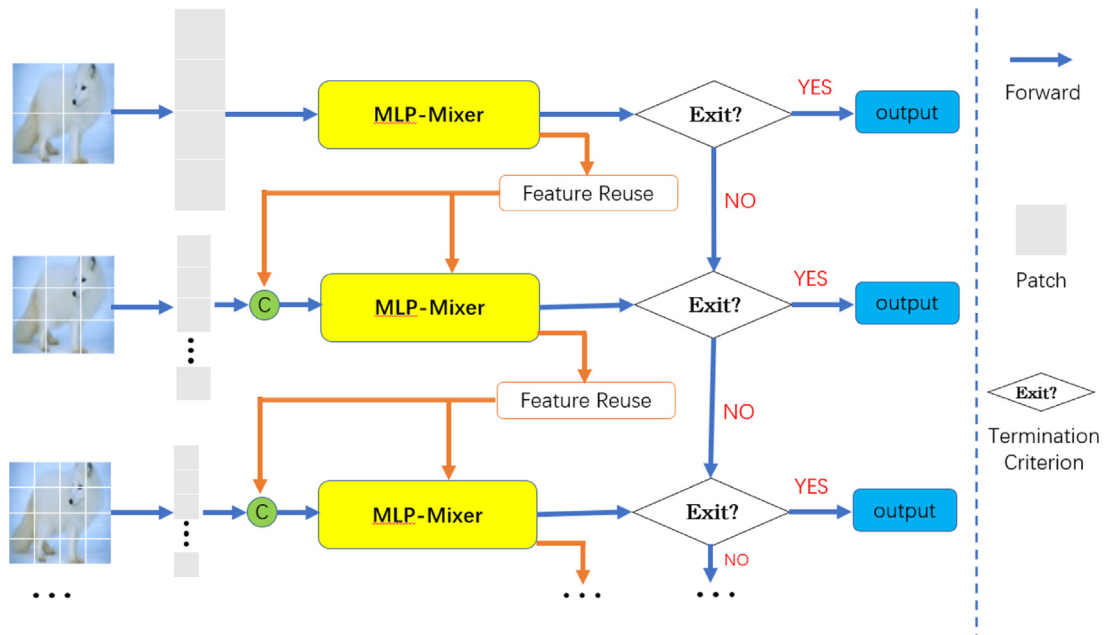 MLP-Mixer
Exit?
YES
output
Forward
Feature Reuse
NO
Patch
C
MLP-Mixer
Exit?
YES
output
Feature Reuse
NO
Exit?
Termination
Criterion
C
MLP-Mixer
Exit?
YES
output
NO